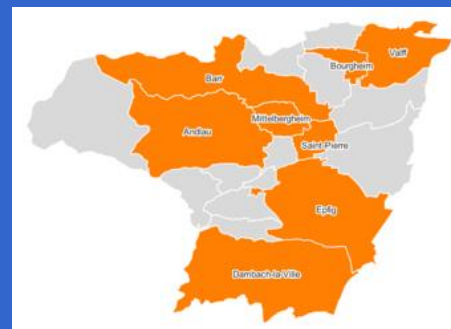 Valff
Bourgheim
Barr
Mittelbergheim
Andlau
Saint-Pierre
Epfig
Dambach-la-Ville